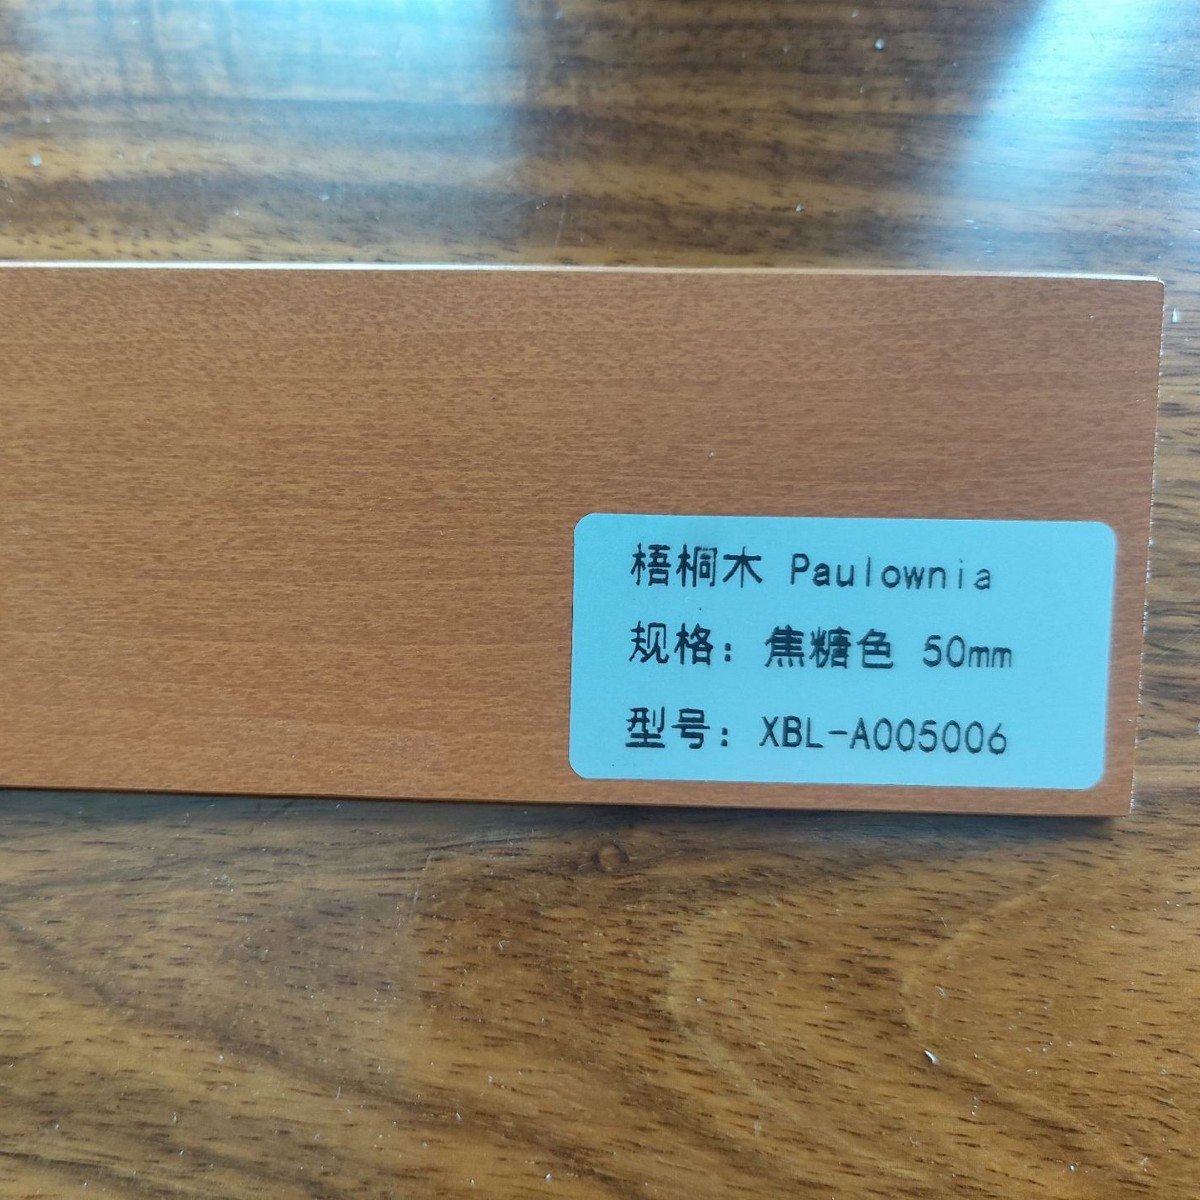 梧桐木 Paulownia
规格: 焦糖色 50mm
型号: XBL-A005006